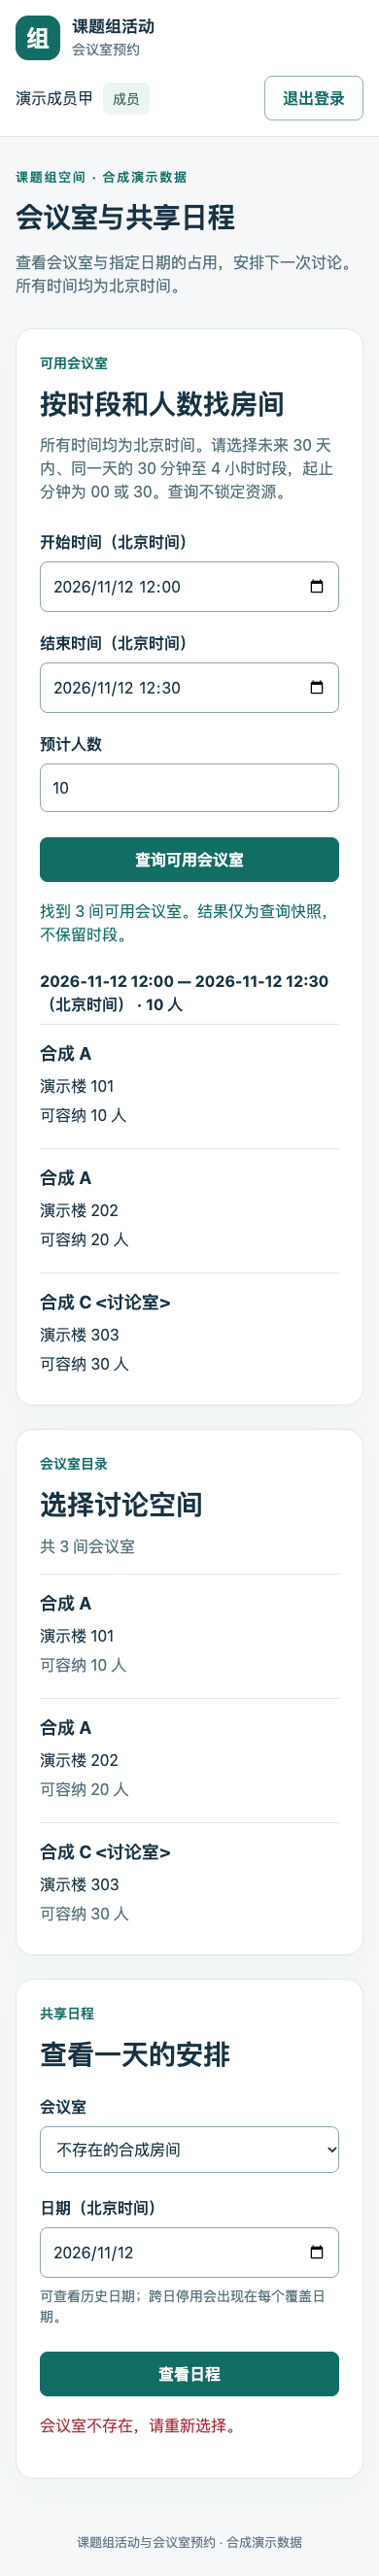 组
课题组活动
会议室预约
演示成员甲
成员
退出登录
课题组空间 · 合成演示数据
会议室与共享日程
查看会议室与指定日期的占用，安排下一次讨论。
所有时间均为北京时间。
可用会议室
按时段和人数找房间
所有时间均为北京时间。请选择未来 30 天
内、同一天的 30 分钟至 4 小时时段，起止
分钟为 00 或 30。查询不锁定资源。
开始时间（北京时间）
2026/11/12 12:00
结束时间（北京时间）
2026/11/12 12:30
预计人数
10
查询可用会议室
找到 3 间可用会议室。结果仅为查询快照，
不保留时段。
2026-11-12 12:00 — 2026-11-12 12:30
（北京时间） · 10 人
合成 A
演示楼 101
可容纳 10 人
合成 A
演示楼 202
可容纳 20 人
合成 C <讨论室>
演示楼 303
可容纳 30 人
会议室目录
选择讨论空间
共 3 间会议室
合成 A
演示楼 101
可容纳 10 人
合成 A
演示楼 202
可容纳 20 人
合成 C <讨论室>
演示楼 303
可容纳 30 人
共享日程
查看一天的安排
会议室
不存在的合成房间
日期（北京时间）
2026/11/12
可查看历史日期；跨日停用会出现在每个覆盖日
期。
查看日程
会议室不存在，请重新选择。
课题组活动与会议室预约 · 合成演示数据